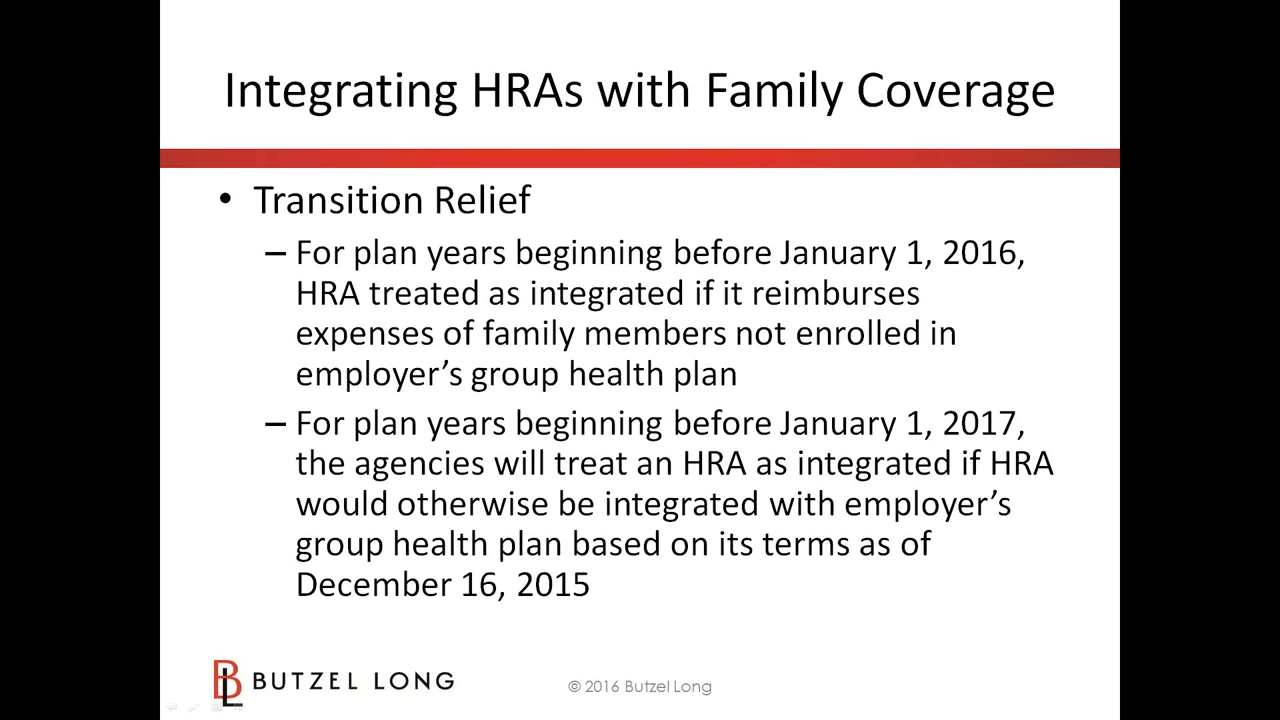 Integrating HRAs with Family Coverage
• Transition Relief
– For plan years beginning before January 1, 2016,
HRA treated as integrated if it reimburses
expenses of family members not enrolled in
employer’s group health plan
– For plan years beginning before January 1, 2017,
the agencies will treat an HRA as integrated if HRA
would otherwise be integrated with employer’s
group health plan based on its terms as of
December 16, 2015
BL BUTZEL LONG
© 2016 Butzel Long